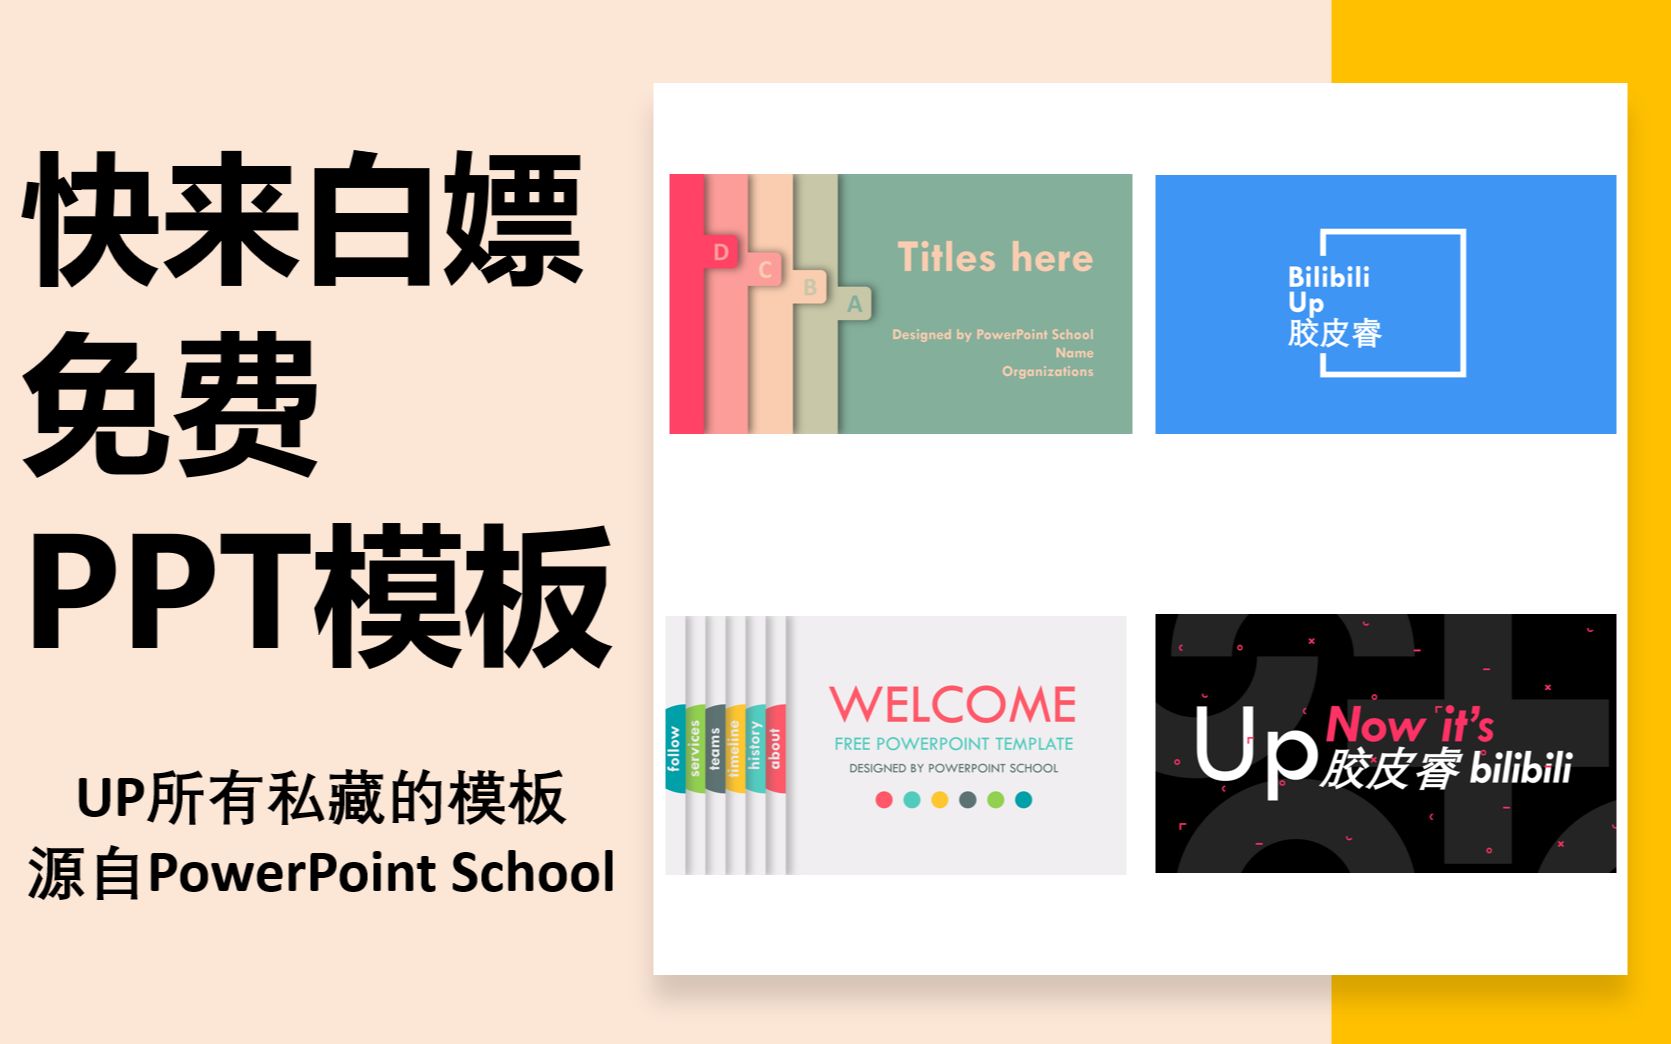 快来白嫖
免费
PPT模板
UP所有私藏的模板
源自PowerPoint School
D
C
B
A
Titles here
Designed by PowerPoint School
Name
Organizations
Bilibili
Up
胶皮睿
follow
services
teams
timeline
history
about
WELCOME
FREE POWERPOINT TEMPLATE
DESIGNED BY POWERPOINT SCHOOL
Up
Now it's
胶皮睿 bilibili